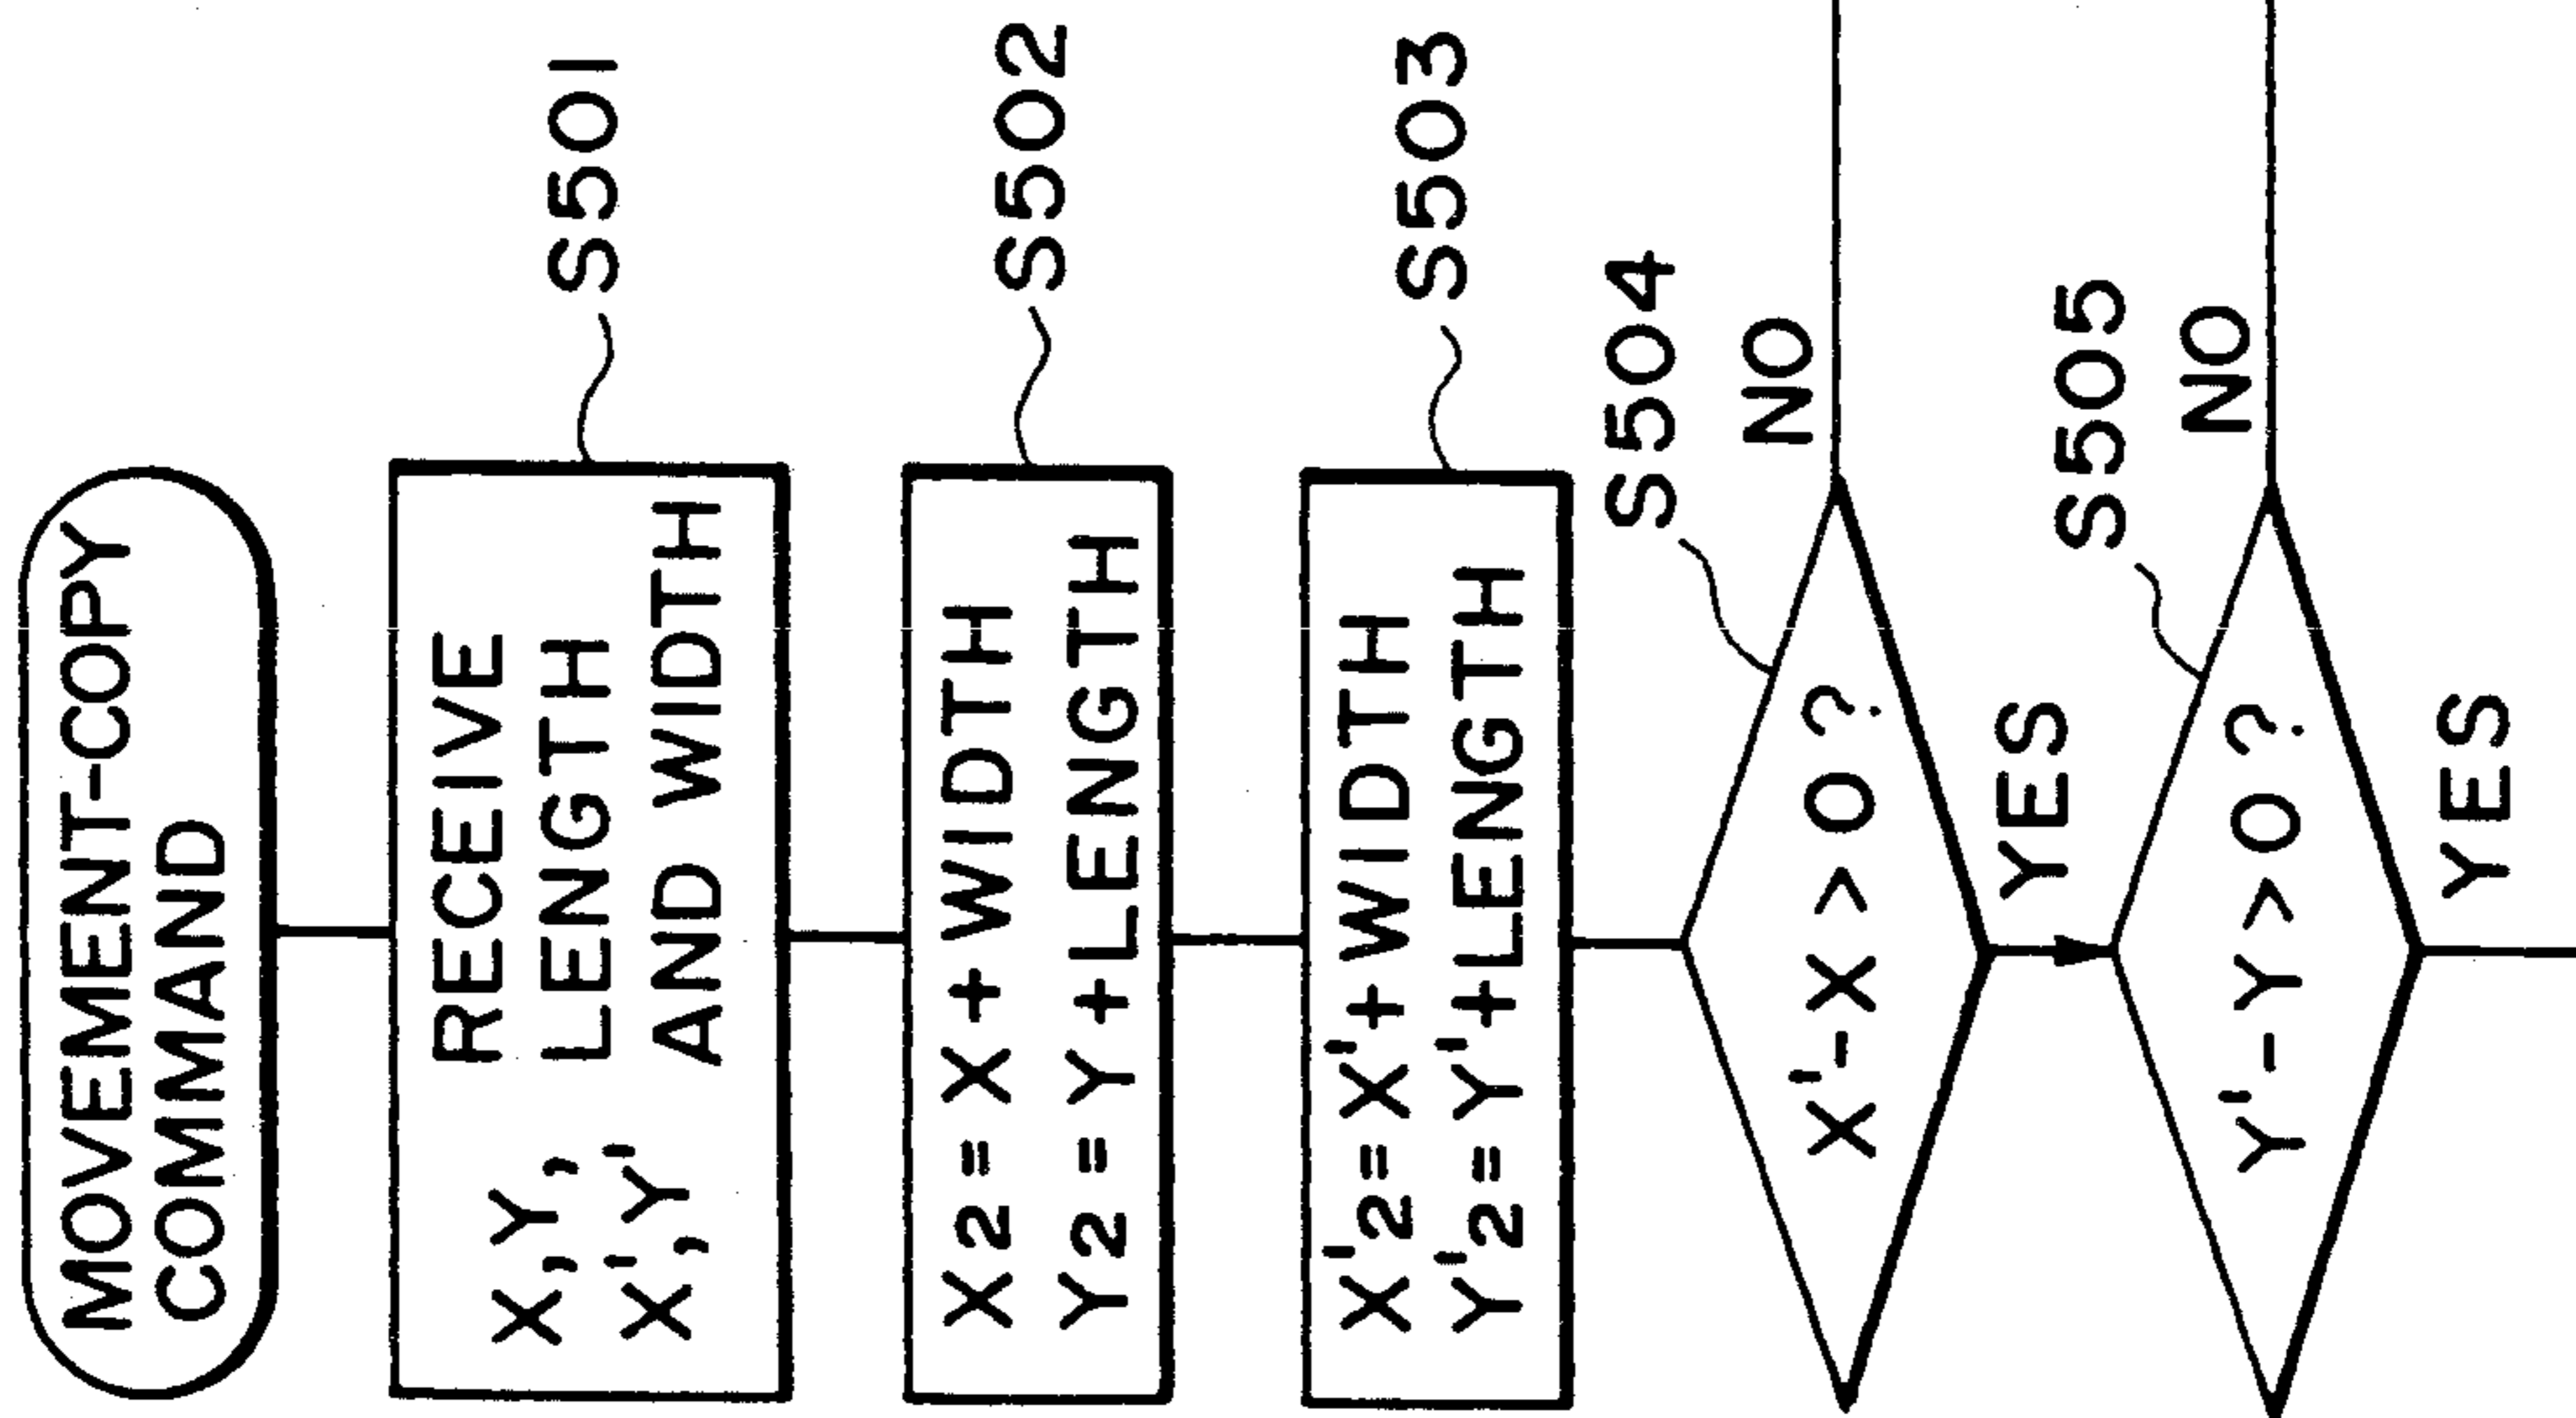 MOVEMENT-COPY
COMMAND
RECEIVE
X,Y, LENGTH
X',Y' AND WIDTH
S501
X2 = X + WIDTH
Y2 = Y + LENGTH
S502
X'2 = X' + WIDTH
Y'2 = Y' + LENGTH
S503
S504
X' - X > 0 ?
NO
YES
S505
Y' - Y > 0 ?
NO
YES